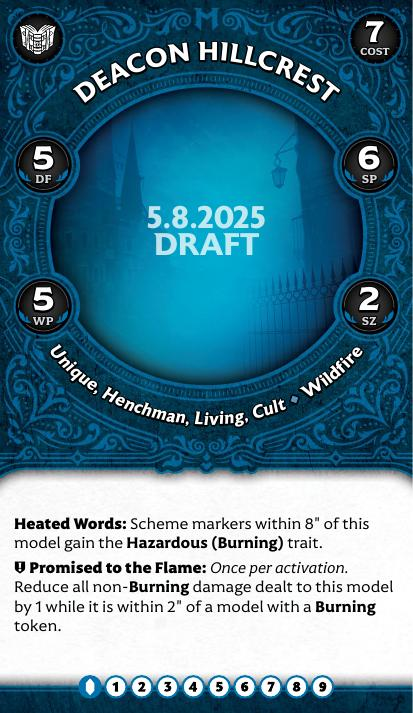 7
COST
DEACON HILLCREST
5
DF
6
SP
5.8.2025
DRAFT
5
WP
2
SZ
Unique, Henchman, Living, Cult ◆ Wildfire
Heated Words: Scheme markers within 8" of this
model gain the Hazardous (Burning) trait.
Promised to the Flame: Once per activation.
Reduce all non-Burning damage dealt to this model
by 1 while it is within 2" of a model with a Burning
token.
1 2 3 4 5 6 7 8 9